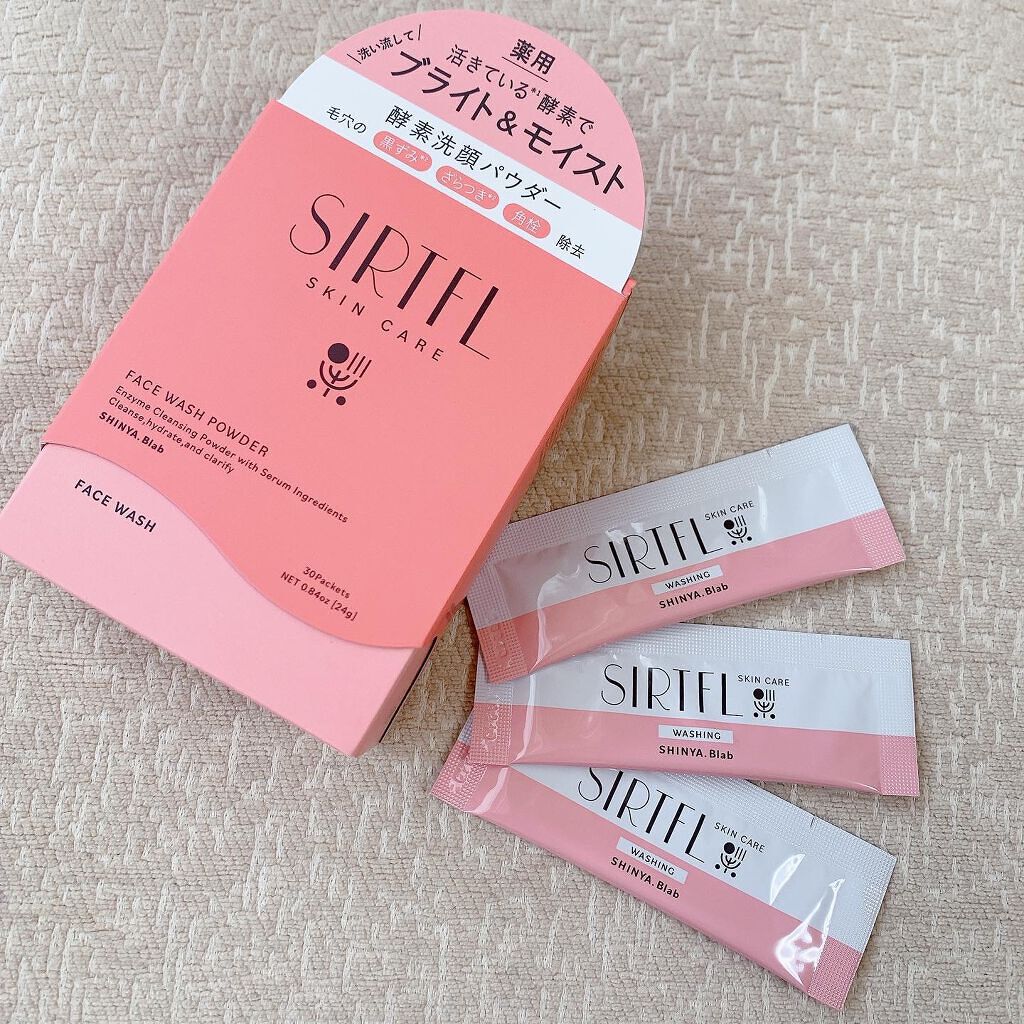 \洗い流して/
薬用
活きている*1酵素で
ブライト&モイスト
酵素洗顔パウダー
毛穴の 黒ずみ*2 ざらつき*2 角栓 除去
SIRTFL
SKIN CARE
FACE WASH POWDER
Enzyme Cleansing Powder with Serum Ingredients
Cleanse,hydrate,and clarify
SHINYA.Blab
FACE WASH
30Packets
NET 0.84oz [24g]
SIRTFL SKIN CARE
WASHING
SHINYA.Blab
SIRTFL SKIN CARE
WASHING
SHINYA.Blab
SIRTFL SKIN CARE
WASHING
SHINYA.Blab